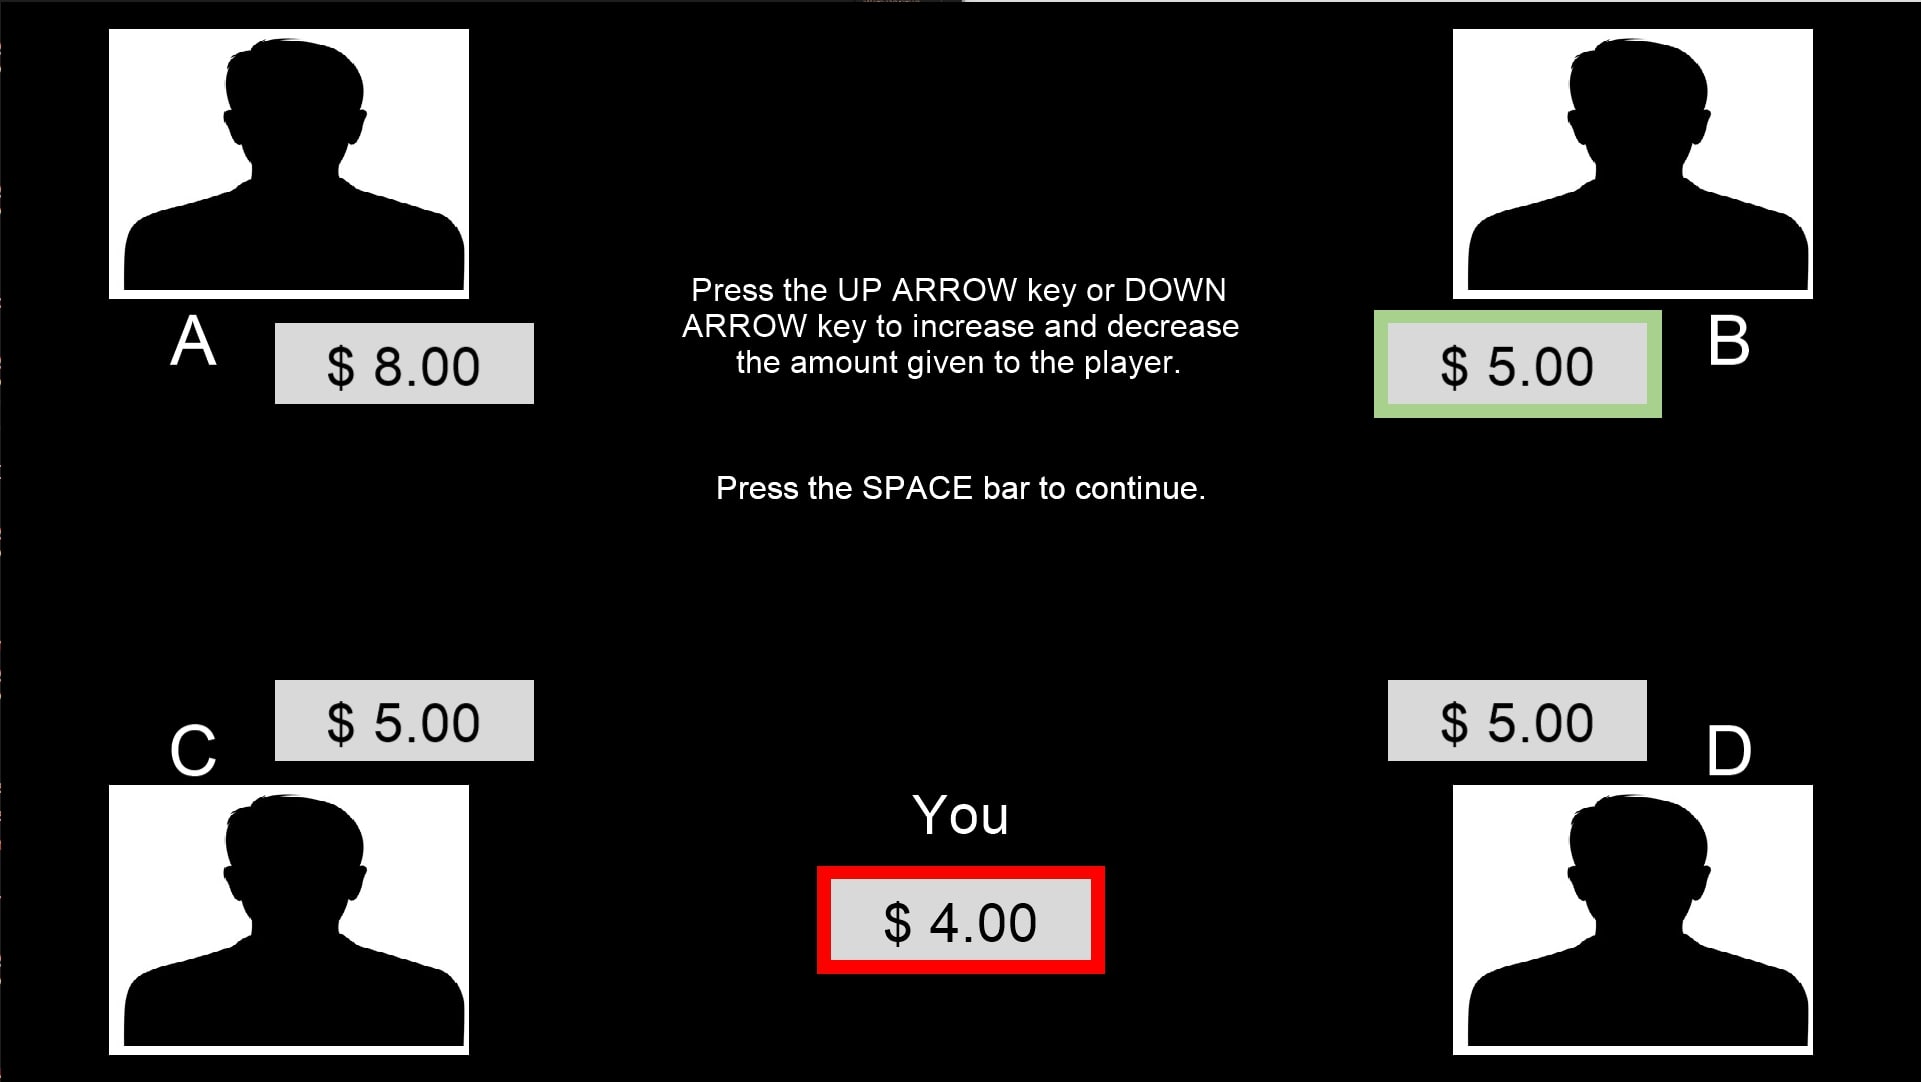 A
$ 8.00
Press the UP ARROW key or DOWN
ARROW key to increase and decrease
the amount given to the player.
$ 5.00
B
Press the SPACE bar to continue.
C
$ 5.00
$ 5.00
D
You
$ 4.00